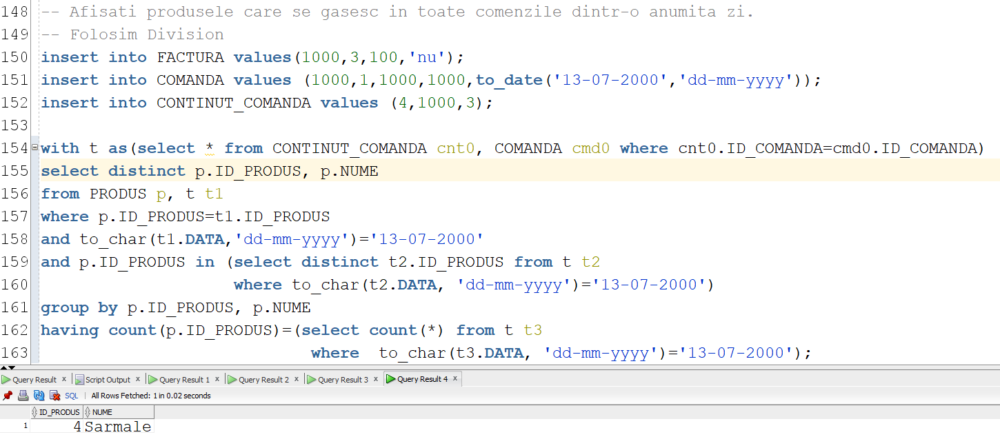 148 -- Afisati produsele care se gasesc in toate comenzile dintr-o anumita zi.
149 -- Folosim Division
150 insert into FACTURA values(1000,3,100,'nu');
151 insert into COMANDA values (1000,1,1000,1000,to_date('13-07-2000','dd-mm-yyyy'));
152 insert into CONTINUT_COMANDA values (4,1000,3);
153
154 with t as(select * from CONTINUT_COMANDA cnt0, COMANDA cmd0 where cnt0.ID_COMANDA=cmd0.ID_COMANDA)
155 select distinct p.ID_PRODUS, p.NUME
156 from PRODUS p, t t1
157 where p.ID_PRODUS=t1.ID_PRODUS
158 and to_char(t1.DATA,'dd-mm-yyyy')='13-07-2000'
159 and p.ID_PRODUS in (select distinct t2.ID_PRODUS from t t2
160 where to_char(t2.DATA, 'dd-mm-yyyy')='13-07-2000')
161 group by p.ID_PRODUS, p.NUME
162 having count(p.ID_PRODUS)=(select count(*) from t t3
163 where  to_char(t3.DATA, 'dd-mm-yyyy')='13-07-2000');
Query Result x Script Output x Query Result 1 x Query Result 2 x Query Result 3 x Query Result 4 x
SQL | All Rows Fetched: 1 in 0.02 seconds
ID_PRODUS NUME
1 4 Sarmale